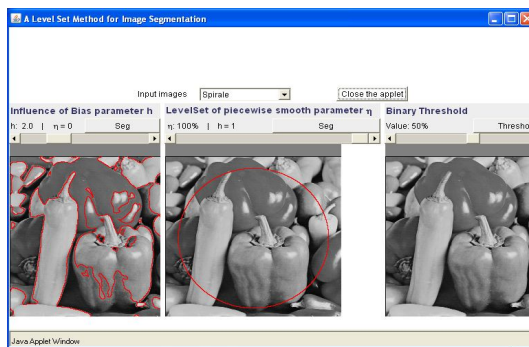 A Level Set Method for Image Segmentation
Input images Spirale Close the applet
Influence of Bias parameter h LevelSet of piecewise smooth parameter η Binary Threshold
h: 2.0 | η = 0 Seg η: 100% | h = 1 Seg Value: 50% Thresho
Java Applet Window